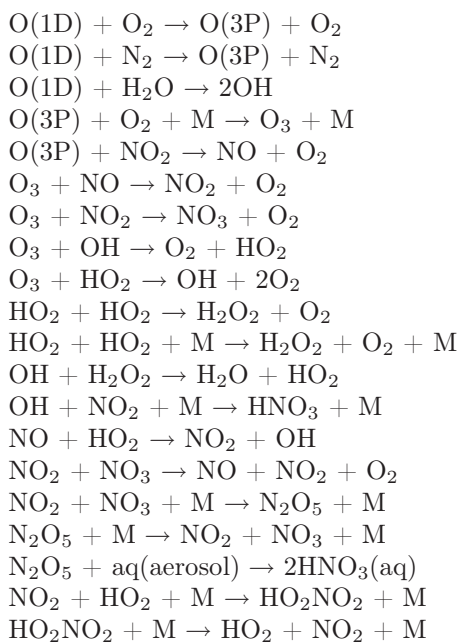 O(1D) + O₂ → O(3P) + O₂
O(1D) + N₂ → O(3P) + N₂
O(1D) + H₂O → 2OH
O(3P) + O₂ + M → O₃ + M
O(3P) + NO₂ → NO + O₂
O₃ + NO → NO₂ + O₂
O₃ + NO₂ → NO₃ + O₂
O₃ + OH → O₂ + HO₂
O₃ + HO₂ → OH + 2O₂
HO₂ + HO₂ → H₂O₂ + O₂
HO₂ + HO₂ + M → H₂O₂ + O₂ + M
OH + H₂O₂ → H₂O + HO₂
OH + NO₂ + M → HNO₃ + M
NO + HO₂ → NO₂ + OH
NO₂ + NO₃ → NO + NO₂ + O₂
NO₂ + NO₃ + M → N₂O₅ + M
N₂O₅ + M → NO₂ + NO₃ + M
N₂O₅ + aq(aerosol) → 2HNO₃(aq)
NO₂ + HO₂ + M → HO₂NO₂ + M
HO₂NO₂ + M → HO₂ + NO₂ + M